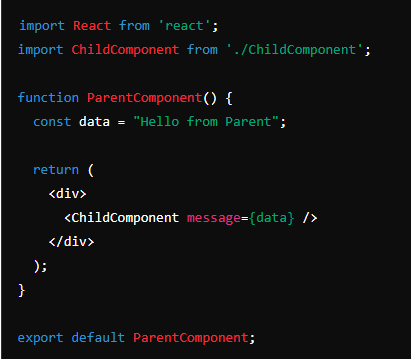 import React from 'react';
import ChildComponent from './ChildComponent';

function ParentComponent() {
  const data = "Hello from Parent";

  return (
    <div>
      <ChildComponent message={data} />
    </div>
  );
}

export default ParentComponent;